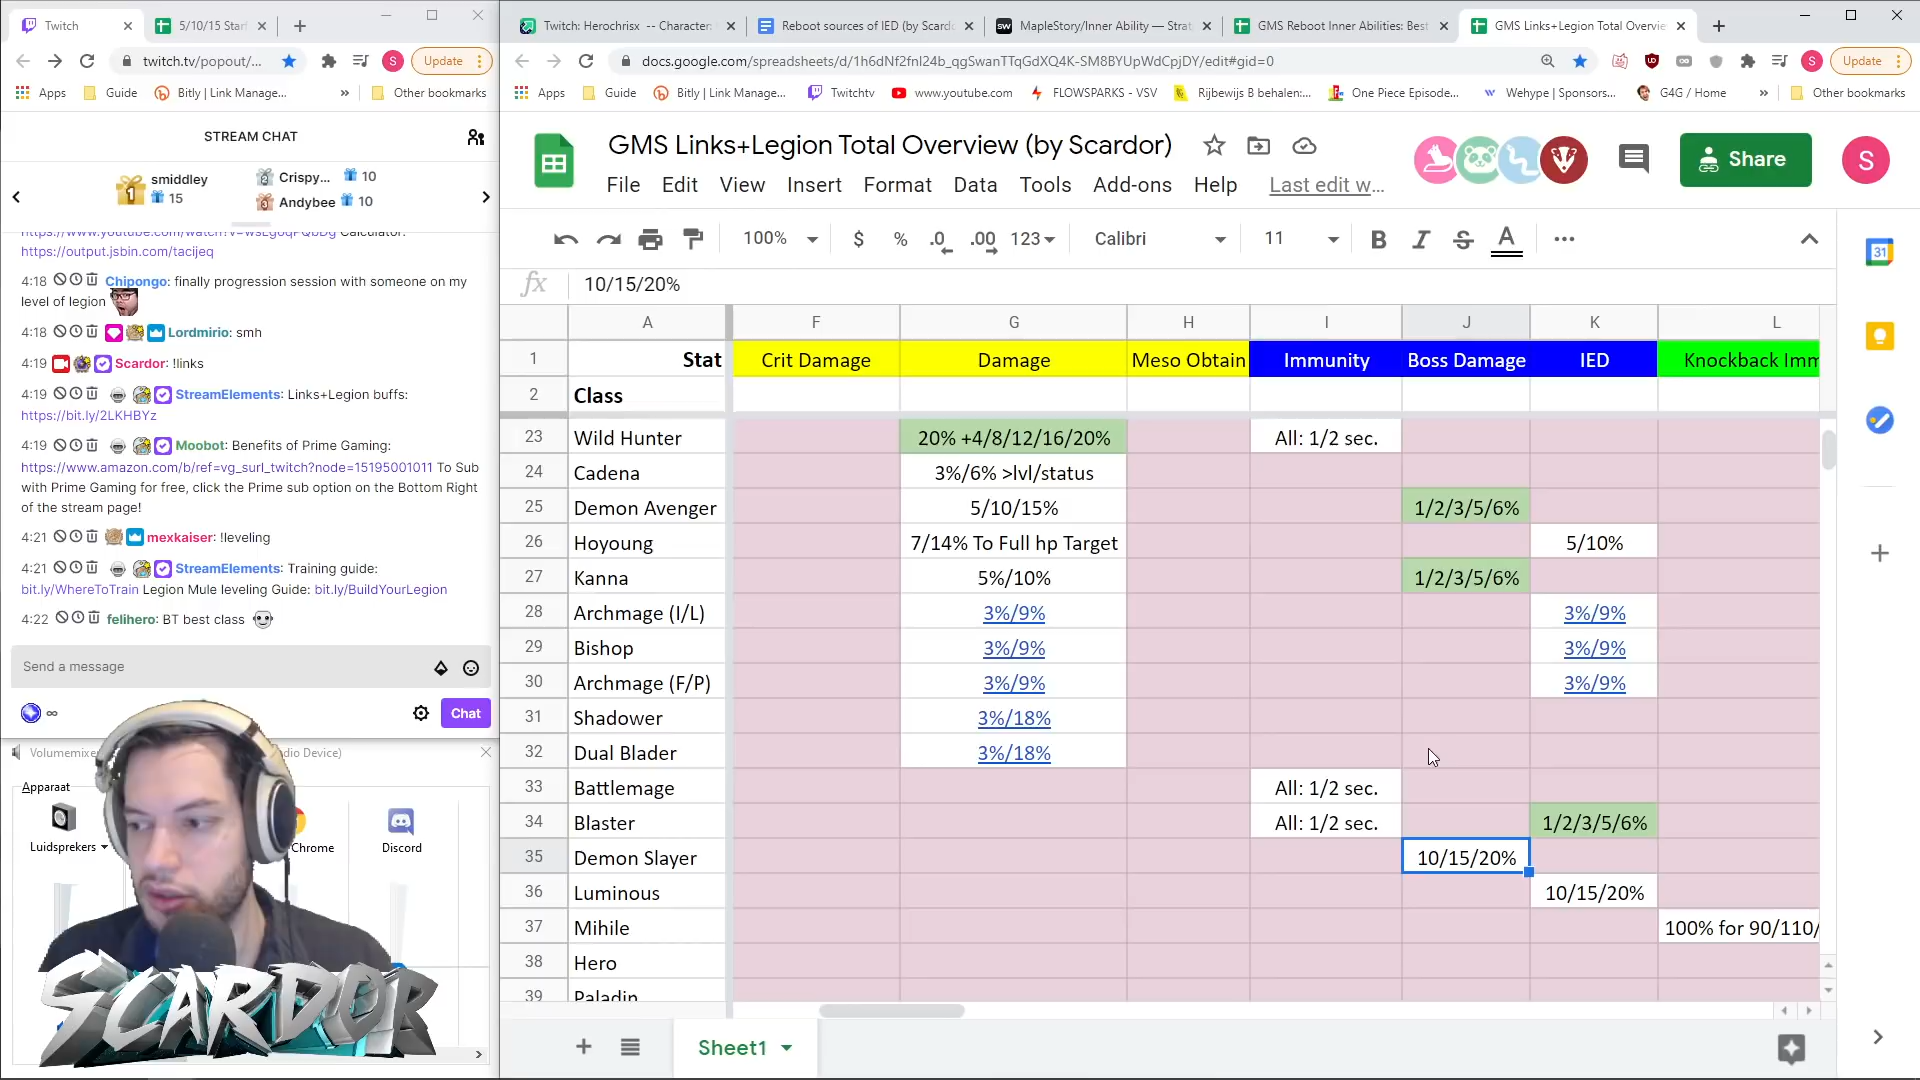 Twitch
5/10/15 Star
Twitch: Herochrisx -- Character:
Reboot sources of IED (by Scardo
MapleStory/Inner Ability — Strat
GMS Reboot Inner Abilities: Best
GMS Links+Legion Total Overvie
twitch.tv/popout/...
Update
docs.google.com/spreadsheets/d/1h6dNf2fnl24b_qgSwanTTqGdXQ4K-SM8BYUpWdCpjDY/edit#gid=0
Update
Apps
Guide
Bitly | Link Manage...
Other bookmarks
Apps
Guide
Bitly | Link Manage...
Twitchtv
www.youtube.com
FLOWSPARKS - VSV
Rijbewijs B behalen:...
One Piece Episode...
Wehype | Sponsors...
G4G / Home
Other bookmarks
STREAM CHAT
smiddley
15
Crispy... 10
Andybee 10
https://output.jsbin.com/tacijeq
4:18 Chipongo: finally progression session with someone on my
level of legion
4:18 Lordmirio: smh
4:19 Scardor: !links
4:19 StreamElements: Links+Legion buffs:
https://bit.ly/2LKHBYz
4:19 Moobot: Benefits of Prime Gaming:
https://www.amazon.com/b/ref=vg_surl_twitch?node=15195001011 To Sub
with Prime Gaming for free, click the Prime sub option on the Bottom Right
of the stream page!
4:21 mexkaiser: !leveling
4:21 StreamElements: Training guide:
bit.ly/WhereToTrain Legion Mule leveling Guide: bit.ly/BuildYourLegion
4:22 felihero: BT best class
Send a message
∞
Chat
Volumemixe
dio Device)
Apparaat
Luidsprekers
Chrome
Discord
SCARDOR
GMS Links+Legion Total Overview (by Scardor)
File Edit View Insert Format Data Tools Add-ons Help Last edit w...
Share
S
100% $ % .0 .00 123 Calibri 11 B I S A
31
fx 10/15/20%
A F G H I J K L
1 Stat Crit Damage Damage Meso Obtain Immunity Boss Damage IED Knockback Imm
2 Class
23 Wild Hunter 20% +4/8/12/16/20% All: 1/2 sec.
24 Cadena 3%/6% >lvl/status
25 Demon Avenger 5/10/15% 1/2/3/5/6%
26 Hoyoung 7/14% To Full hp Target 5/10%
27 Kanna 5%/10% 1/2/3/5/6%
28 Archmage (I/L) 3%/9% 3%/9%
29 Bishop 3%/9% 3%/9%
30 Archmage (F/P) 3%/9% 3%/9%
31 Shadower 3%/18%
32 Dual Blader 3%/18%
33 Battlemage All: 1/2 sec.
34 Blaster All: 1/2 sec. 1/2/3/5/6%
35 Demon Slayer 10/15/20%
36 Luminous 10/15/20%
37 Mihile 100% for 90/110/
38 Hero
39 Paladin
Sheet1